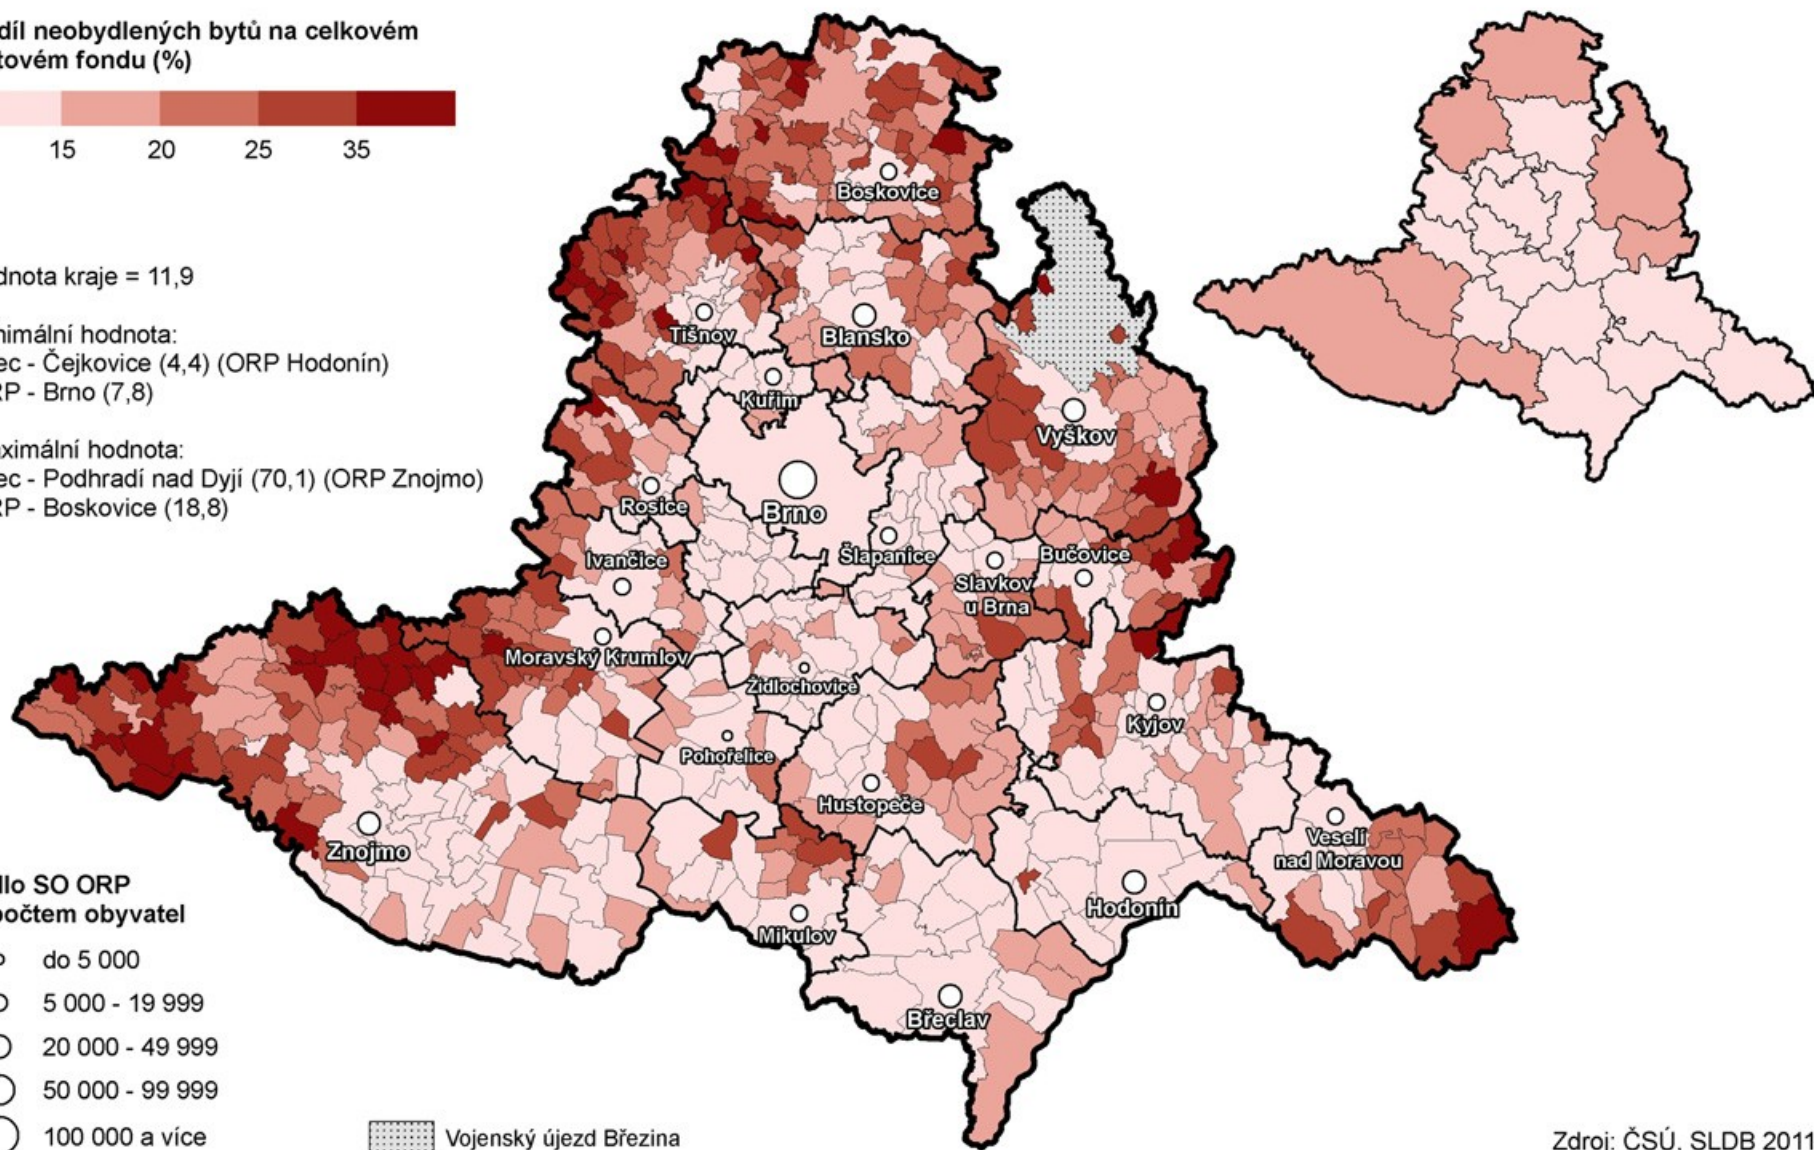 díl neobydlených bytů na celkovém
tovém fondu (%)
15 20 25 35
dnota kraje = 11,9
nimální hodnota:
ec - Čejkovice (4,4) (ORP Hodonín)
RP - Brno (7,8)
ximální hodnota:
ec - Podhradí nad Dyjí (70,1) (ORP Znojmo)
RP - Boskovice (18,8)
Boskovice
Tišnov
Blansko
Kuřim
Vyškov
Rosice
Brno
Ivančice
Šlapanice
Bučovice
Slavkov
u Brna
Moravský Krumlov
Židlochovice
Kyjov
Pohořelice
Hustopeče
Znojmo
Veselí
nad Moravou
Hodonín
Mikulov
Břeclav
dlo SO ORP
počtem obyvatel
do 5 000
5 000 - 19 999
20 000 - 49 999
50 000 - 99 999
100 000 a více
Vojenský újezd Březina
Zdroj: ČSÚ, SLDB 2011